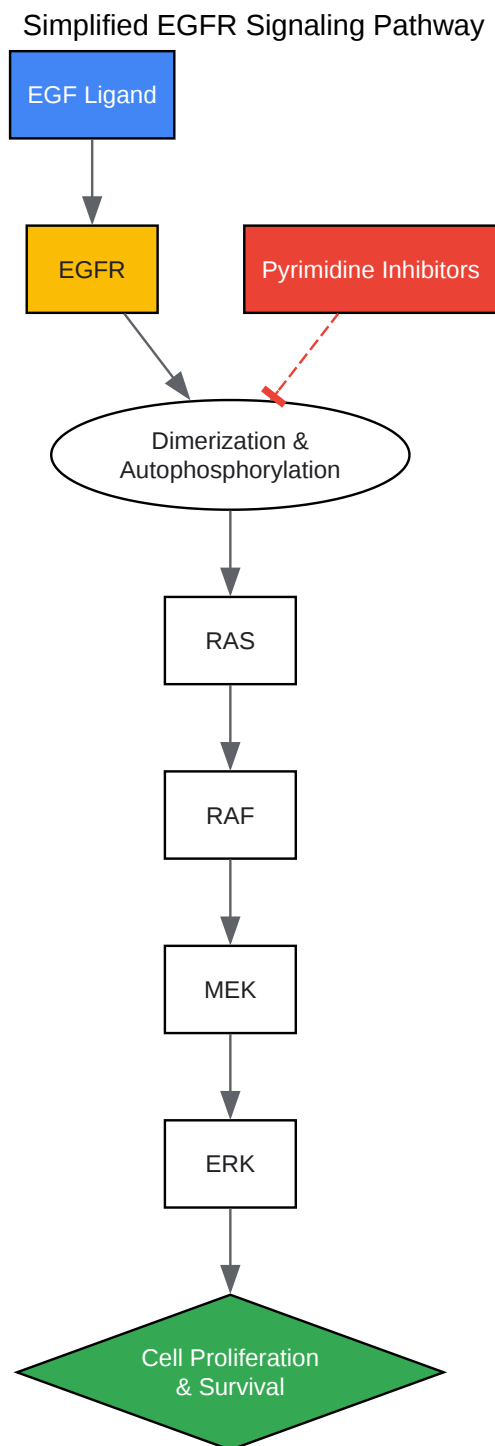 Simplified EGFR Signaling Pathway
EGF Ligand
EGFR
Pyrimidine Inhibitors
Dimerization &
Autophosphorylation
RAS
RAF
MEK
ERK
Cell Proliferation
& Survival